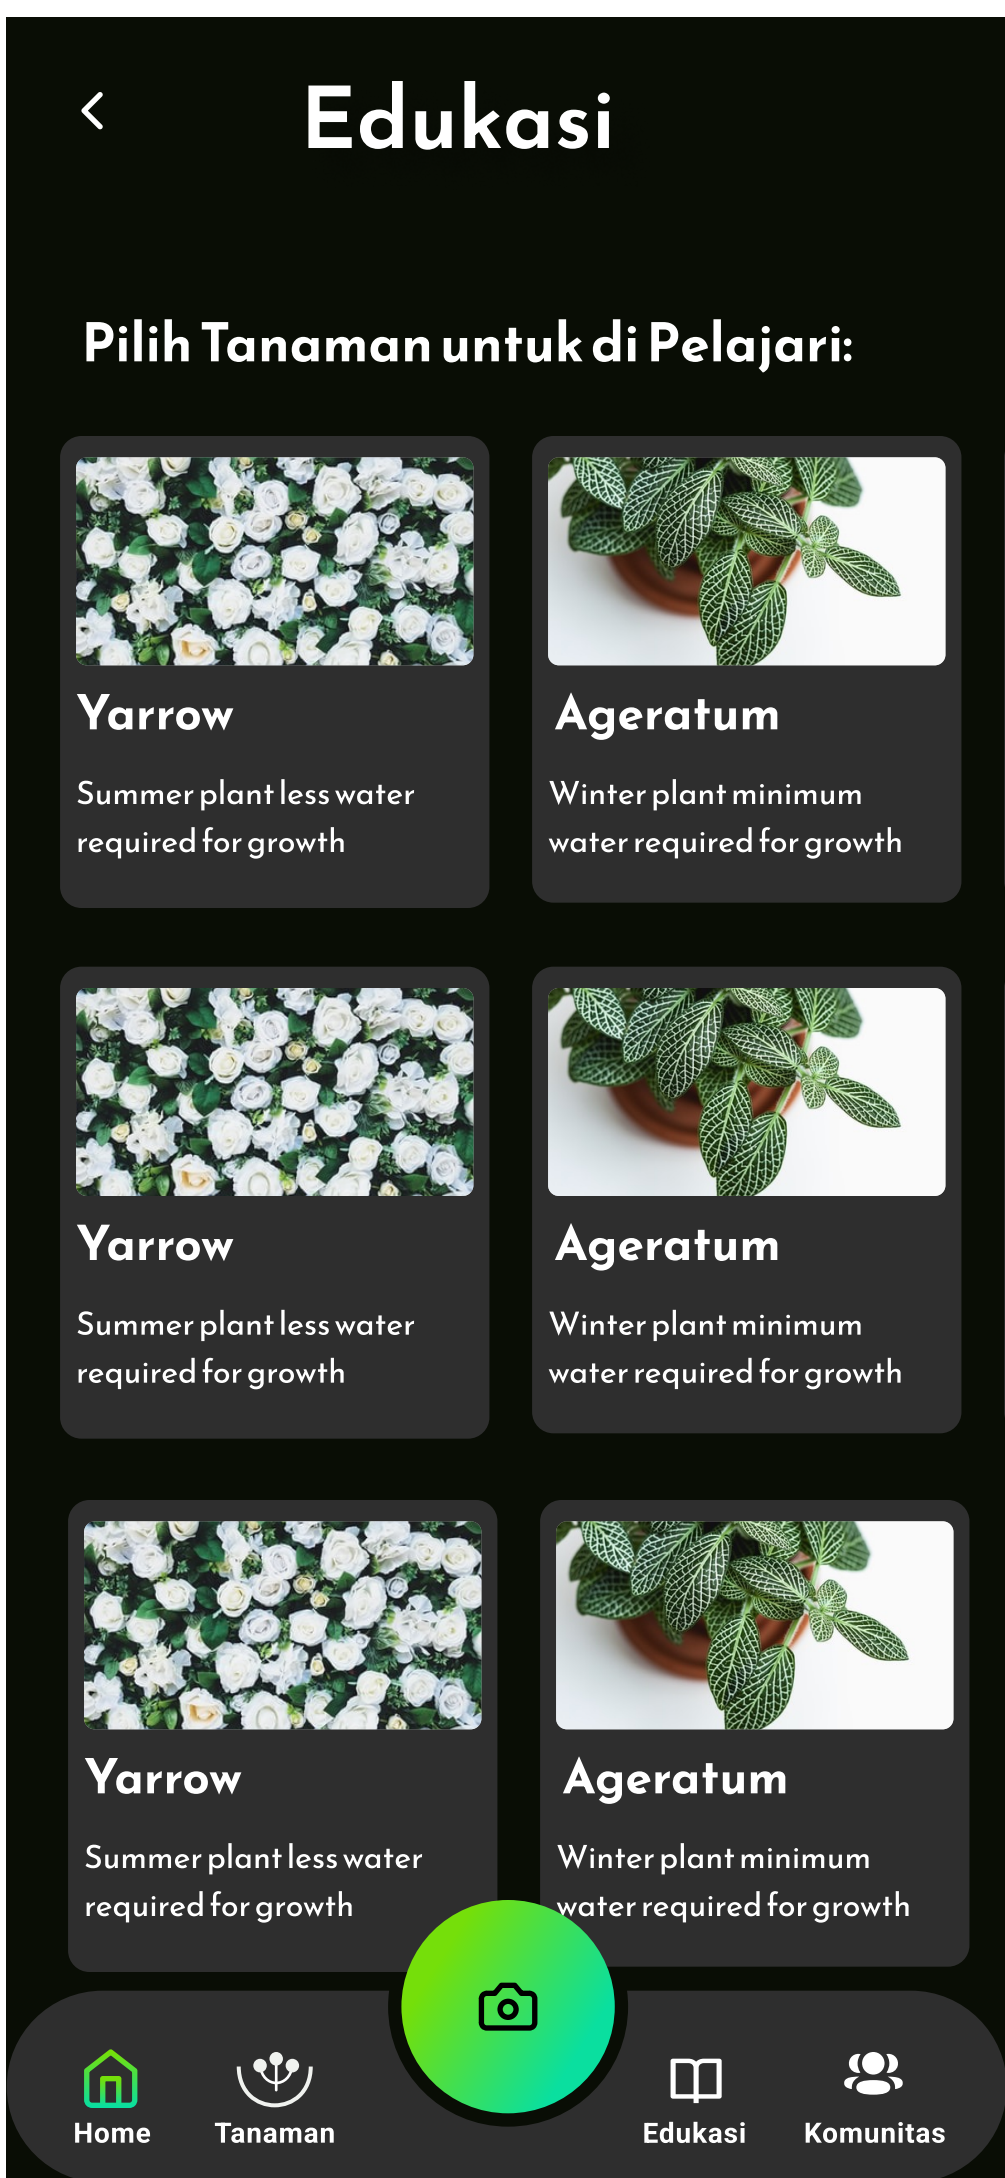 Edukasi
Pilih Tanaman untuk di Pelajari:
Yarrow
Summer plant less water
required for growth
Ageratum
Winter plant minimum
water required for growth
Yarrow
Summer plant less water
required for growth
Ageratum
Winter plant minimum
water required for growth
Yarrow
Summer plant less water
required for growth
Ageratum
Winter plant minimum
water required for growth
Home
Tanaman
Edukasi
Komunitas